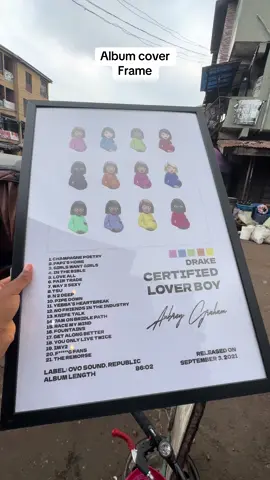 Album cover
Frame
1. CHAMPAGNE POETRY
2. PAPI'S HOME
3. GIRLS WANT GIRLS
4. IN THE BIBLE
5. LOVE ALL
6. FAIR TRADE
7. WAY 2 SEXY
8. TSU
9. N 2 DEEP
10. PIPE DOWN
11. YEBBA'S HEARTBREAK
12. NO FRIENDS IN THE INDUSTRY
13. KNIFE TALK
14. 7AM ON BRIDLE PATH
15. RACE MY MIND
16. FOUNTAINS
17. GET ALONG BETTER
18. YOU ONLY LIVE TWICE
19. IMY2
20. F****G FANS
21. THE REMORSE
DRAKE
CERTIFIED
LOVER BOY
Aubrey Graham
LABEL: OVO SOUND, REPUBLIC
ALBUM LENGTH 86:02
RELEASED ON
SEPTEMBER 3, 2021